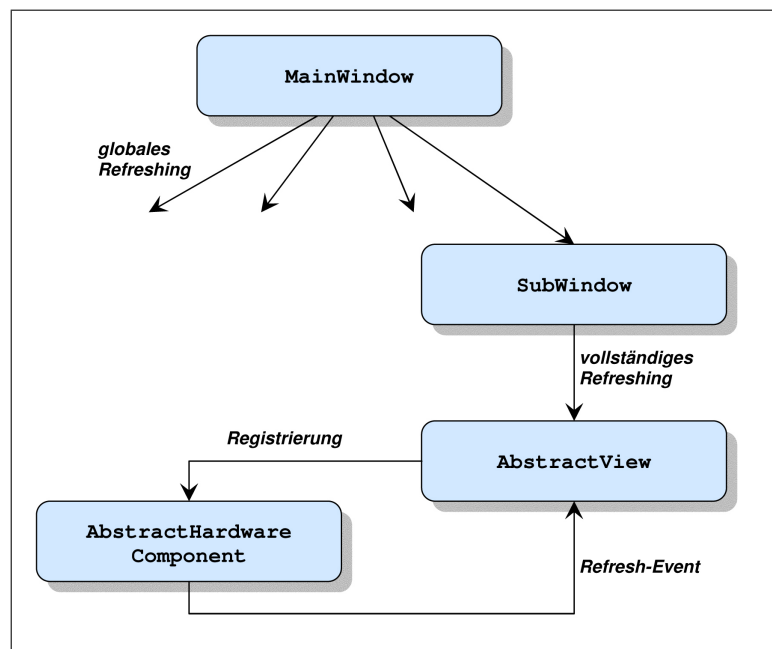 MainWindow
globales
Refreshing
SubWindow
vollständiges
Refreshing
Registrierung
AbstractView
AbstractHardware
Component
Refresh-Event